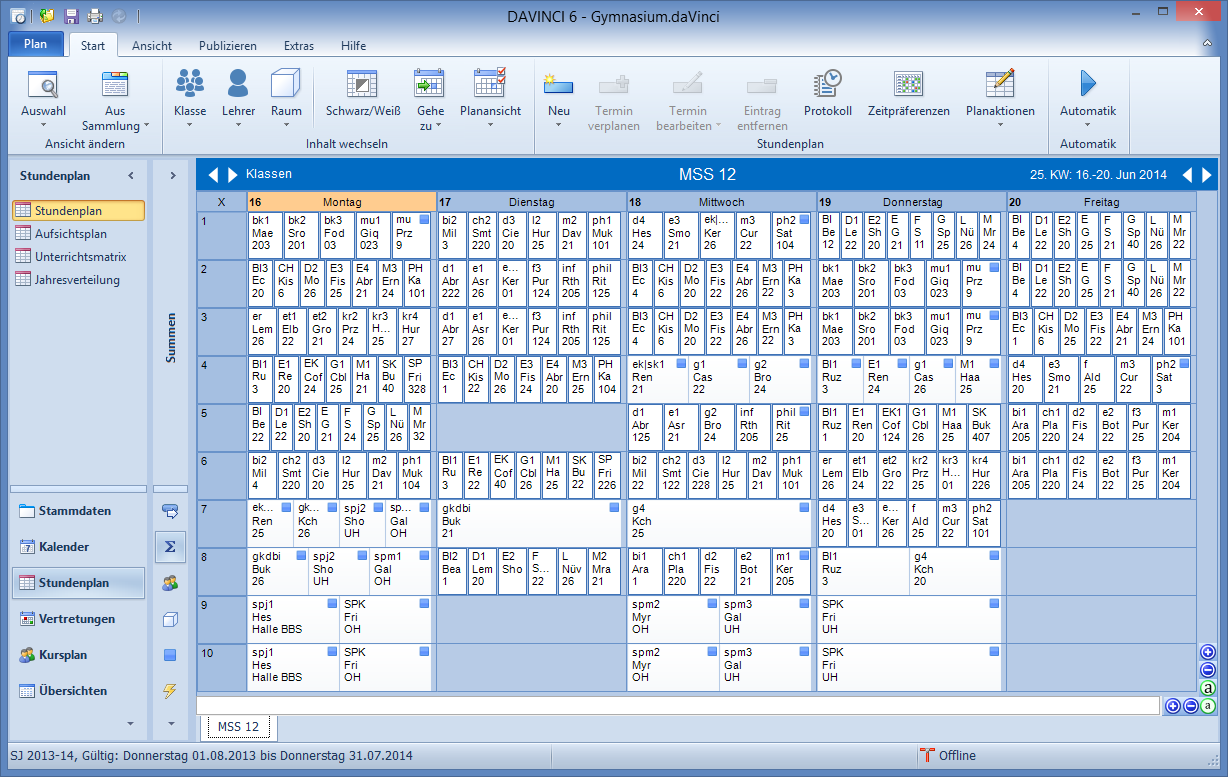 DAVINCI 6 - Gymnasium.daVinci
Plan Start Ansicht Publizieren Extras Hilfe
Auswahl Aus Sammlung Klasse Lehrer Raum Schwarz/Weiß Gehe zu Planansicht Neu Termin verplanen Termin bearbeiten Eintrag entfernen Protokoll Zeitpräferenzen Planaktionen Automatik
Ansicht ändern Inhalt wechseln Stundenplan Automatik
Stundenplan
Stundenplan
Aufsichtsplan
Unterrichtsmatrix
Jahresverteilung
Stammdaten
Kalender
Stundenplan
Vertretungen
Kursplan
Übersichten
Summen
Σ
Klassen MSS 12 25. KW: 16.-20. Jun 2014
X 16 Montag 17 Dienstag 18 Mittwoch 19 Donnerstag 20 Freitag
1 bk1 bk2 bk3 mu1 mu bi2 ch2 d3 l2 m2 ph1 d4 e3 ek|... m3 ph2 BI D1 E2 E F G L M BI D1 E2 E F G L M
Mae Sro Fod Giq Prz Mil Smt Cie Hur Dav Muk Hes Smo Ker Cur Sat Be Le Sh G S Sp Nü Mr Be Le Sh G S Sp Nü Mr
203 201 03 023 9 3 220 20 25 21 101 24 21 26 22 104 12 22 20 21 11 25 26 24 4 22 20 21 21 40 26 22
2 BI3 CH D2 E3 E4 M3 PH d1 e1 e... f3 inf phil BI3 CH D2 E3 E4 M3 PH bk1 bk2 bk3 mu1 mu BI D1 E2 E F G L M
Ec Kis Mo Fis Abr Ern Ka Abr Asr Ker Pur Rth Rit Ec Kis Mo Fis Abr Ern Ka Mae Sro Fod Giq Prz Be Le Sh G S Sp Nü Mr
20 6 26 25 21 24 101 222 26 01 124 205 125 4 6 20 22 26 22 3 203 201 03 023 9 4 22 20 25 21 40 26 22
3 er et1 et2 kr2 kr3 kr4 d1 e1 e... f3 inf phil BI3 CH D2 E3 E4 M3 PH bk1 bk2 bk3 mu1 mu BI3 CH D2 E3 E4 M3 PH
Lem Elb Gro Prz H... Hur Abr Asr Ker Pur Rth Rit Ec Kis Mo Fis Abr Ern Ka Mae Sro Fod Giq Prz Ec Kis Mo Fis Abr Ern Ka
26 22 21 24 25 27 27 26 01 124 205 125 4 6 20 22 26 22 3 203 201 03 023 9 1 6 25 22 21 24 101
4 BI1 E1 EK G1 M1 SK SP BI3 CH D2 E3 E4 M3 PH ek|sk1 g1 g2 BI1 E1 g1 M1 d4 e3 f m3 ph2
Ru Re Cof Cbl Ha Bu Fri Ec Kis Mo Fis Abr Ern Ka Ren Cas Bro Ruz Ren Cas Haa Hes Smo Ald Cur Sat
3 20 24 25 21 40 328 1 22 26 24 20 25 104 21 22 24 3 24 26 25 20 21 25 22 3
5 BI D1 E2 E F G L M d1 e1 g2 inf phil BI1 E1 EK1 G1 M1 SK bi1 ch1 d2 e2 f3 m1
Be Le Sh G S Sp Nü Mr Abr Asr Bro Rth Rit Ruz Ren Cof Cbl Haa Buk Ara Pla Fis Bot Pur Ker
22 22 20 21 24 25 26 32 125 21 24 205 25 1 20 124 26 25 407 205 220 24 22 25 204
6 bi2 ch2 d3 l2 m2 ph1 BI1 E1 EK G1 M1 SK SP bi2 ch2 d3 l2 m2 ph1 er et1 et2 kr2 kr3 kr4 bi1 ch1 d2 e2 f3 m1
Mil Smt Cie Hur Dav Muk Ru Re Cof Cbl Ha Bu Fri Mil Smt Cie Hur Dav Muk Lem Elb Gro Prz H... Hur Ara Pla Fis Bot Pur Ker
4 220 20 25 21 104 3 22 40 26 25 22 226 22 122 228 25 21 101 26 24 22 25 01 226 205 220 24 22 25 204
7 ek... gk... spj2 sp... gkdbi g4 d4 e3 e... f m3 ph2
Ren Kch Sho Gal Buk Kch Hes S... Ker Ald Cur Sat
25 26 UH OH 21 25 20 01 26 21 22 101
8 gkdbi spj2 spm1 BI2 D1 E2 F L M2 bi1 ch1 d2 e2 m1 BI1 g4
Buk Sho Gal Bea Lem Sho S... Nüv Mra Ara Pla Fis Bot Ker Ruz Kch
26 UH OH 1 20 22 26 21 1 220 22 21 205 3 20
9 spj1 SPK spm2 spm3 SPK
Hes Fri Myr Gal Fri
Halle BBS OH OH UH UH
10 spj1 SPK spm2 spm3 SPK
Hes Fri Myr Gal Fri
Halle BBS OH OH UH UH
a
a
MSS 12
SJ 2013-14, Gültig: Donnerstag 01.08.2013 bis Donnerstag 31.07.2014 Offline